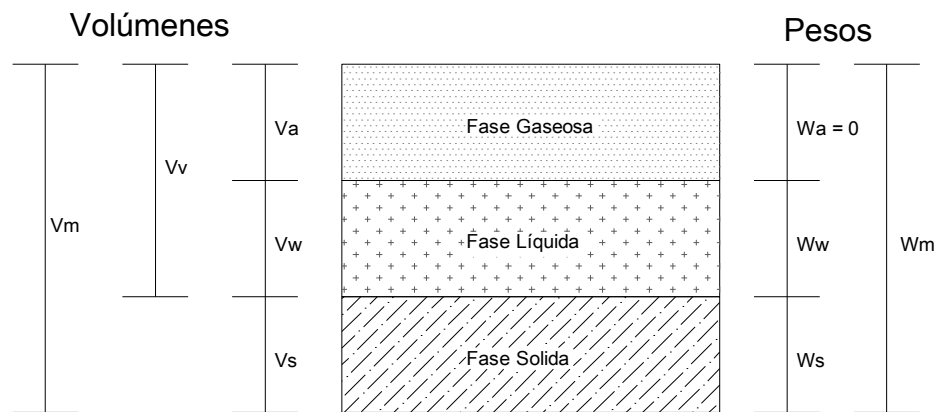 Volúmenes
Pesos
Va
Fase Gaseosa
Wa = 0
Vv
Vm
Vw
Fase Líquida
Ww
Wm
Vs
Fase Solida
Ws